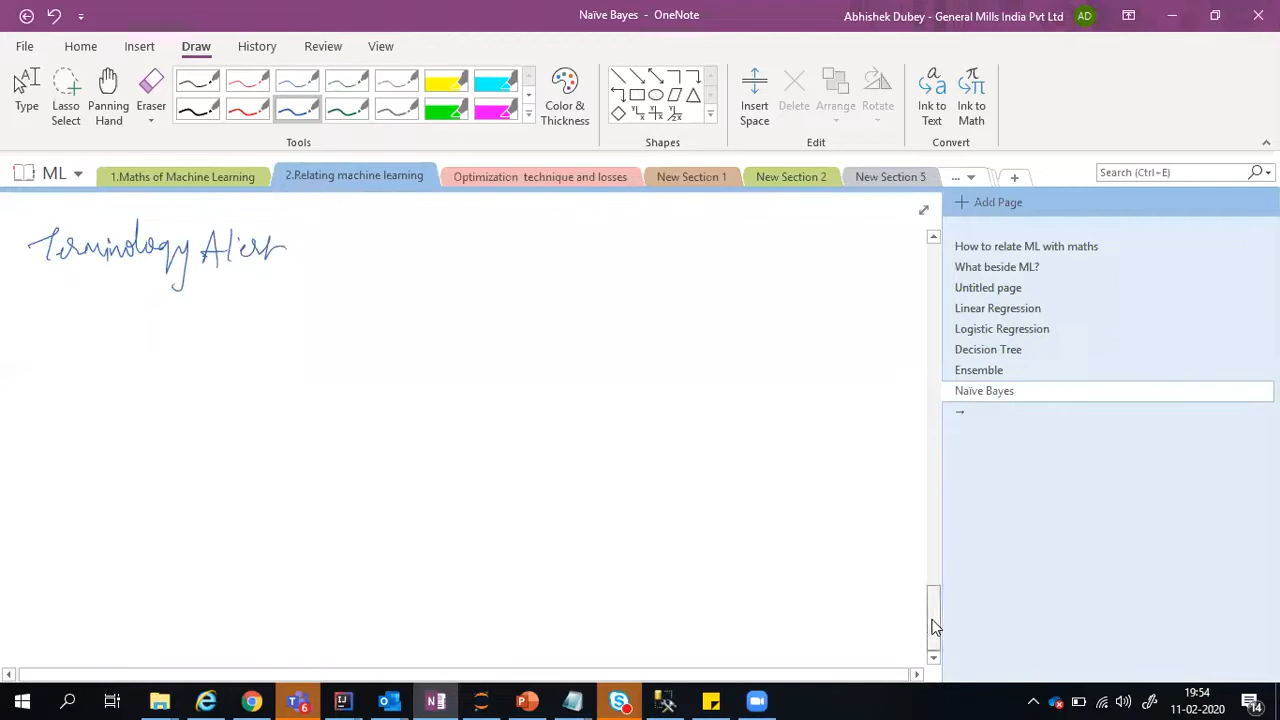 Naïve Bayes - OneNote
Abhishek Dubey - General Mills India Pvt Ltd AD
File Home Insert Draw History Review View
Type
Lasso Select
Panning Hand
Eraser
Color & Thickness
Insert Space
Delete
Arrange
Rotate
Ink to Text
Ink to Math
Tools
Shapes
Edit
Convert
ML
1.Maths of Machine Learning
2.Relating machine learning
Optimization technique and losses
New Section 1
New Section 2
New Section 5
...
Search (Ctrl+E)
Add Page
Terminology Alert
How to relate ML with maths
What beside ML?
Untitled page
Linear Regression
Logistic Regression
Decision Tree
Ensemble
Naïve Bayes
→
19:54
11-02-2020
14
6